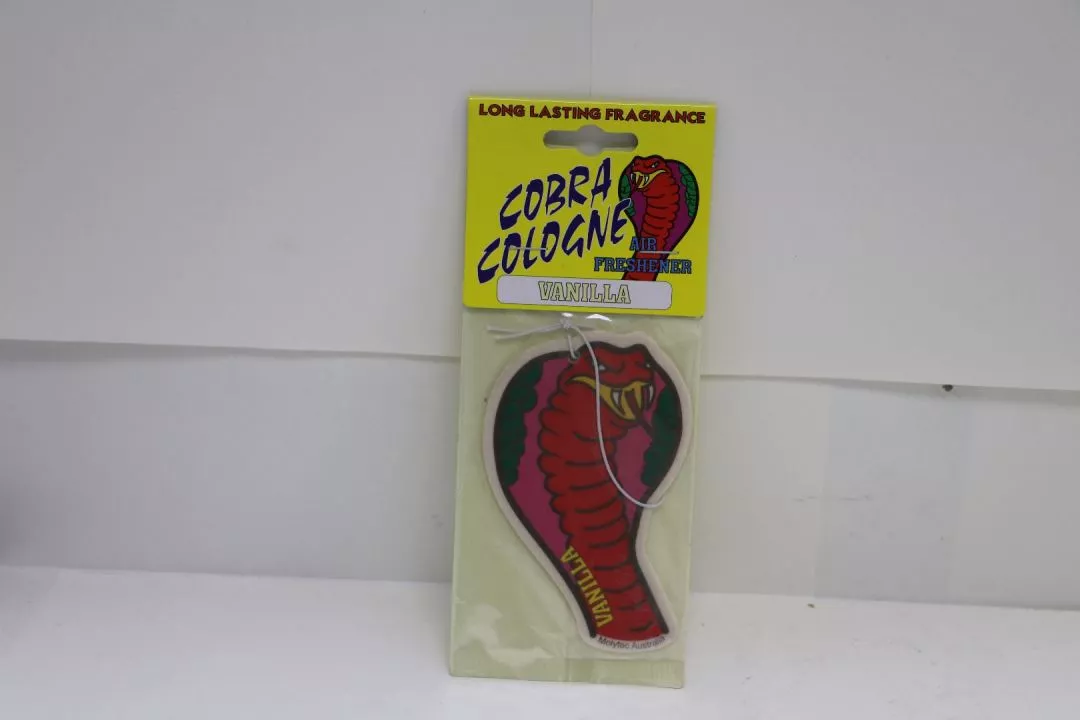 LONG LASTING FRAGRANCE
COBRA
COLOGNE
AIR
FRESHENER
VANILLA
VANILLA
Molytec Australia